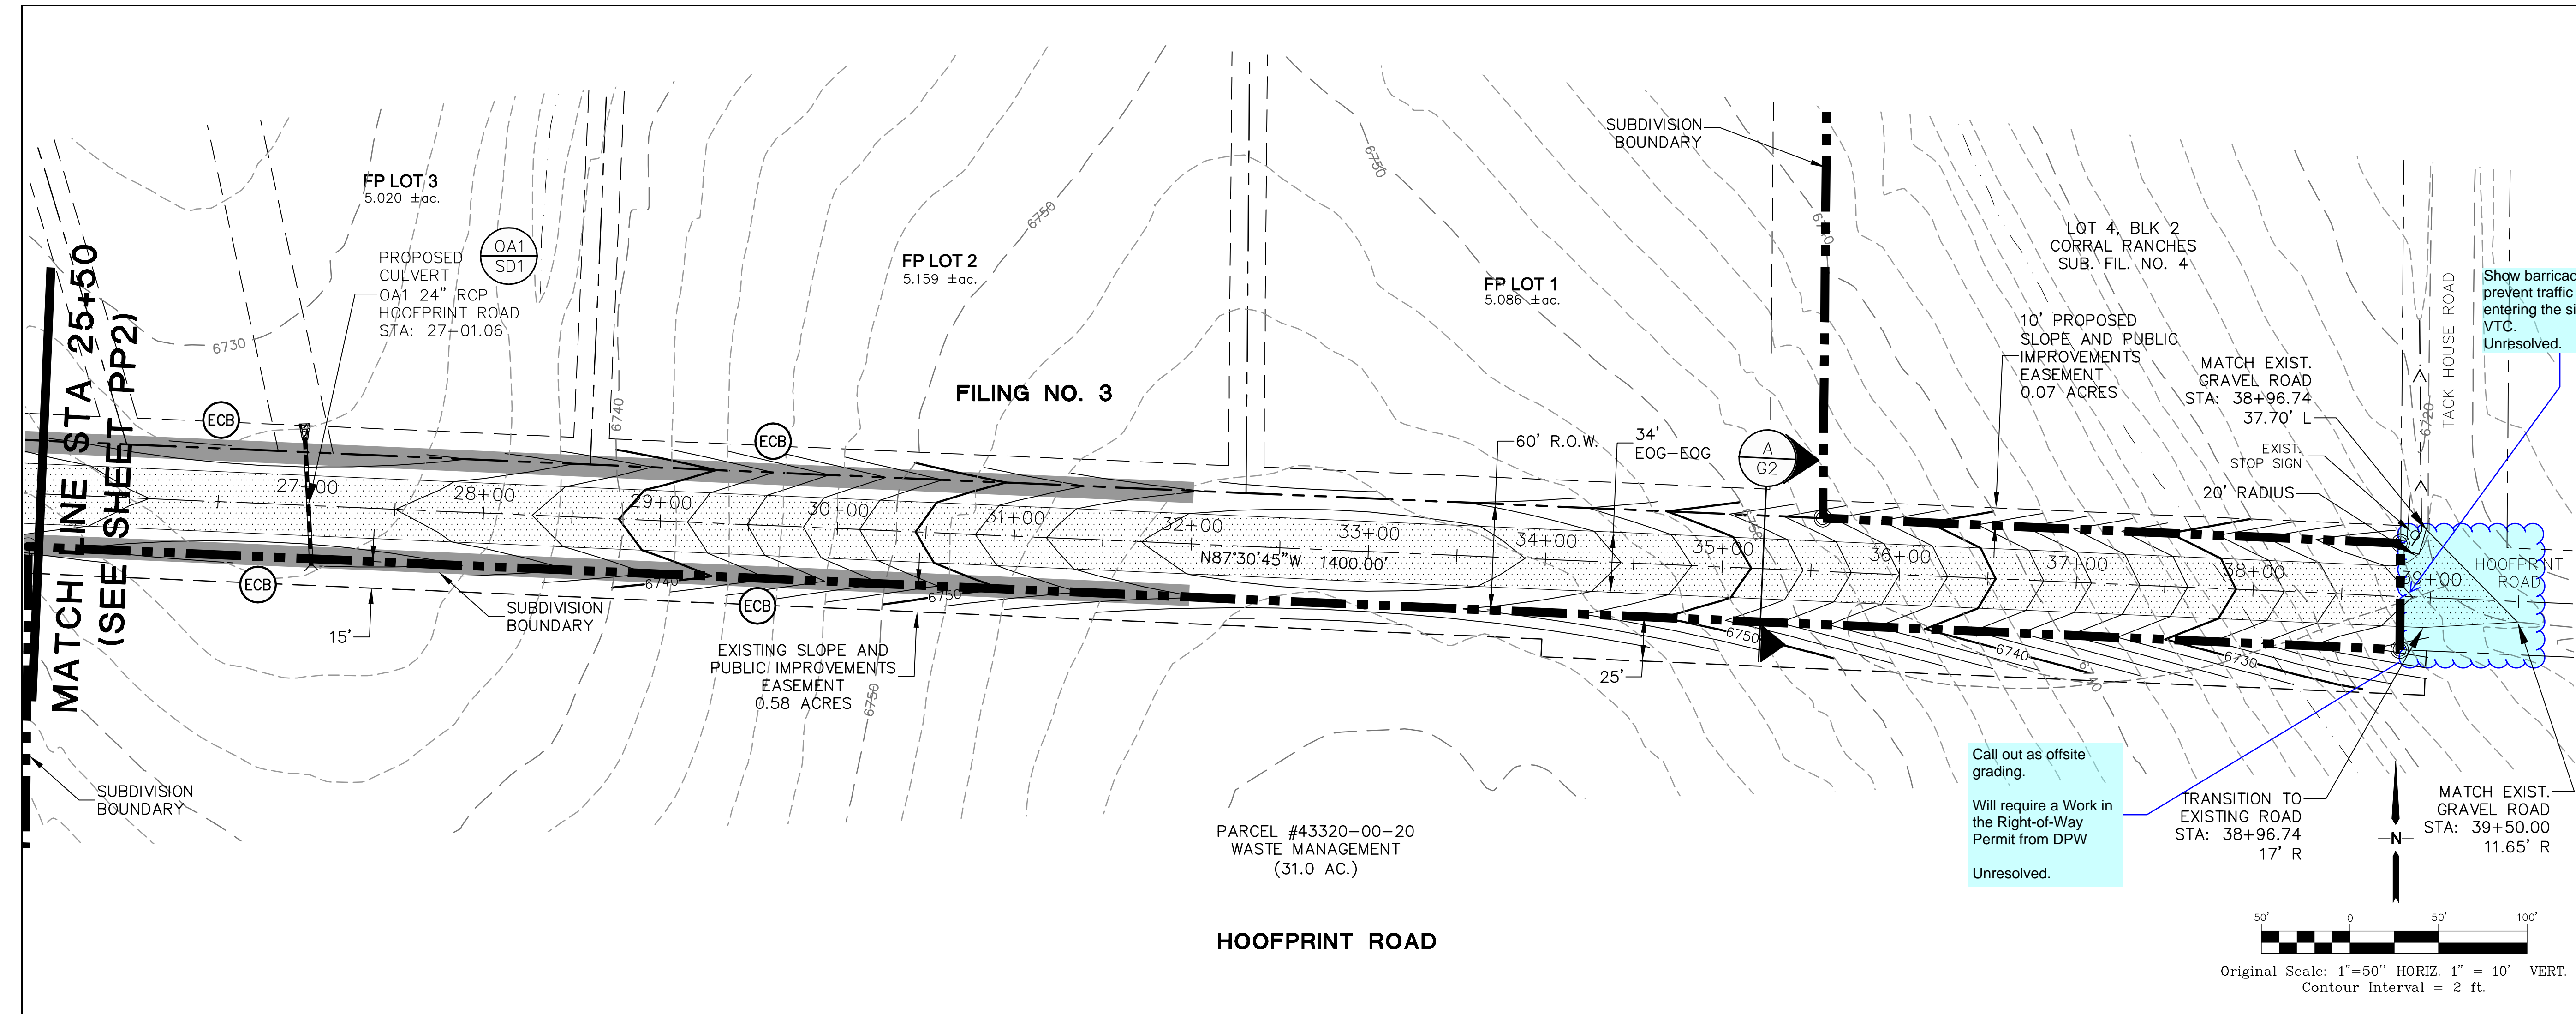 SUBDIVISION
BOUNDARY
FP LOT 3
5.020 ±ac.
OA1
SD1
PROPOSED
CULVERT
OA1 24" RCP
HOOFPRINT ROAD
STA: 27+01.06
MATCH LINE STA 25+50
(SEE SHEET PP2)
6730
6740
6750
FP LOT 2
5.159 ±ac.
FP LOT 1
5.086 ±ac.
6750
LOT 4, BLK 2
CORRAL RANCHES
SUB. FIL. NO. 4
10' PROPOSED
SLOPE AND PUBLIC
IMPROVEMENTS
EASEMENT
0.07 ACRES
MATCH EXIST.
GRAVEL ROAD
STA: 38+96.74
37.70' L
EXIST.
STOP SIGN
20' RADIUS
TACK HOUSE ROAD
6720
Show barricad
prevent traffic
entering the si
VTC.
Unresolved.
FILING NO. 3
ECB
ECB
60' R.O.W.
34'
EOG-EOG
A
G2
27+00
28+00
29+00
30+00
31+00
32+00
33+00
34+00
35+00
36+00
37+00
38+00
39+00
N87°30'45"W 1400.00'
HOOFPRINT
ROAD
ECB
ECB
6740
6750
6750
6740
6730
6740
15'
SUBDIVISION
BOUNDARY
EXISTING SLOPE AND
PUBLIC IMPROVEMENTS
EASEMENT
0.58 ACRES
6750
25'
SUBDIVISION
BOUNDARY
PARCEL #43320-00-20
WASTE MANAGEMENT
(31.0 AC.)
Call out as offsite
grading.
Will require a Work in
the Right-of-Way
Permit from DPW
Unresolved.
TRANSITION TO
EXISTING ROAD
STA: 38+96.74
17' R
N
MATCH EXIST.
GRAVEL ROAD
STA: 39+50.00
11.65' R
HOOFPRINT ROAD
50' 0 50' 100'
Original Scale: 1"=50'' HORIZ. 1" = 10' VERT.
Contour Interval = 2 ft.